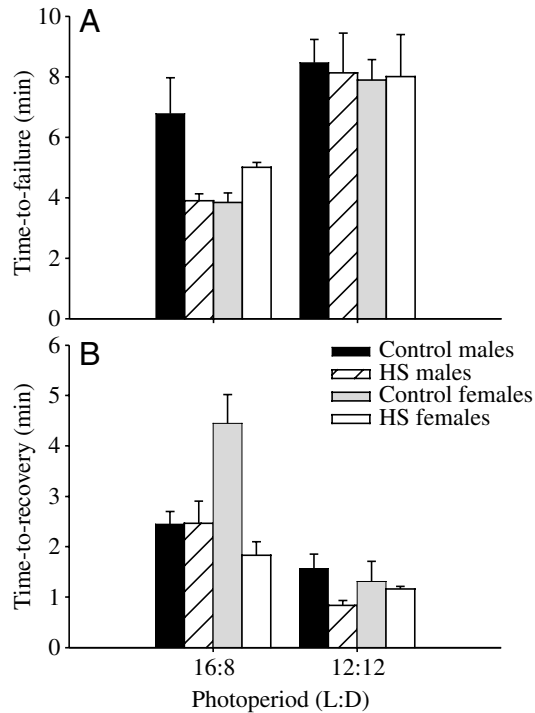 A
10
8
6
4
2
0
Time-to-failure (min)
B
6
5
4
3
2
1
0
Time-to-recovery (min)
Control males
HS males
Control females
HS females
16:8 12:12
Photoperiod (L:D)